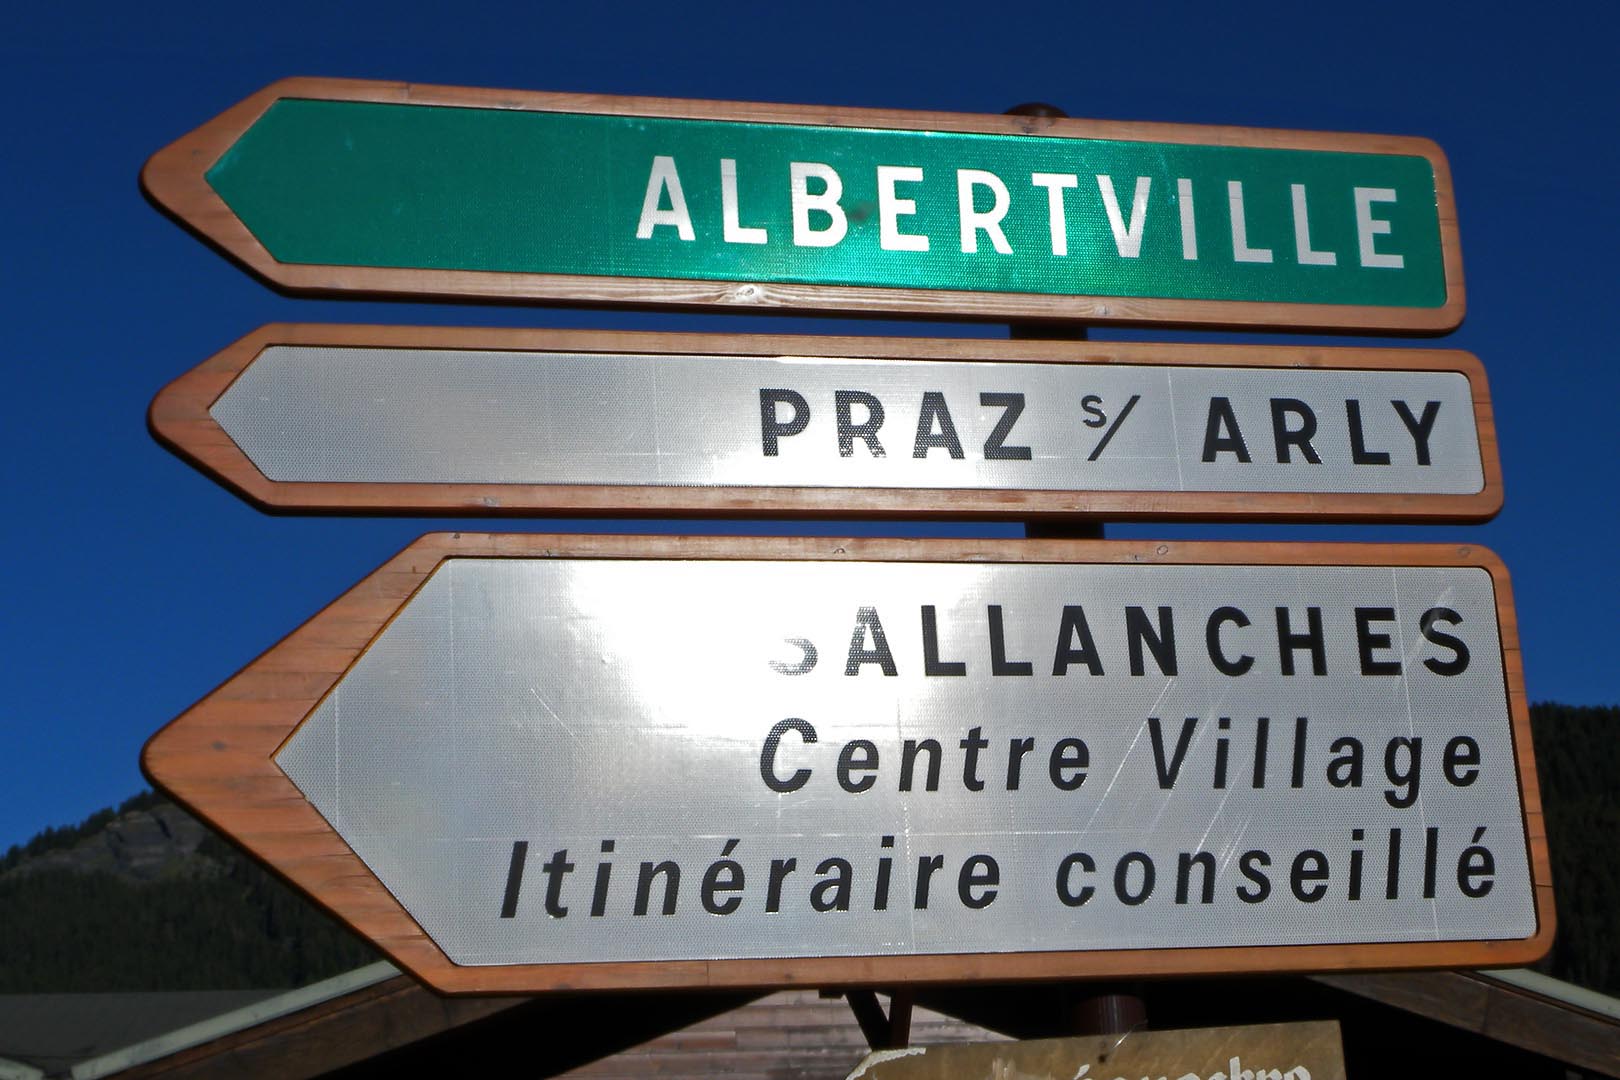 ALBERTVILLE
PRAZ s/ ARLY
SALLANCHES
Centre Village
Itinéraire conseillé